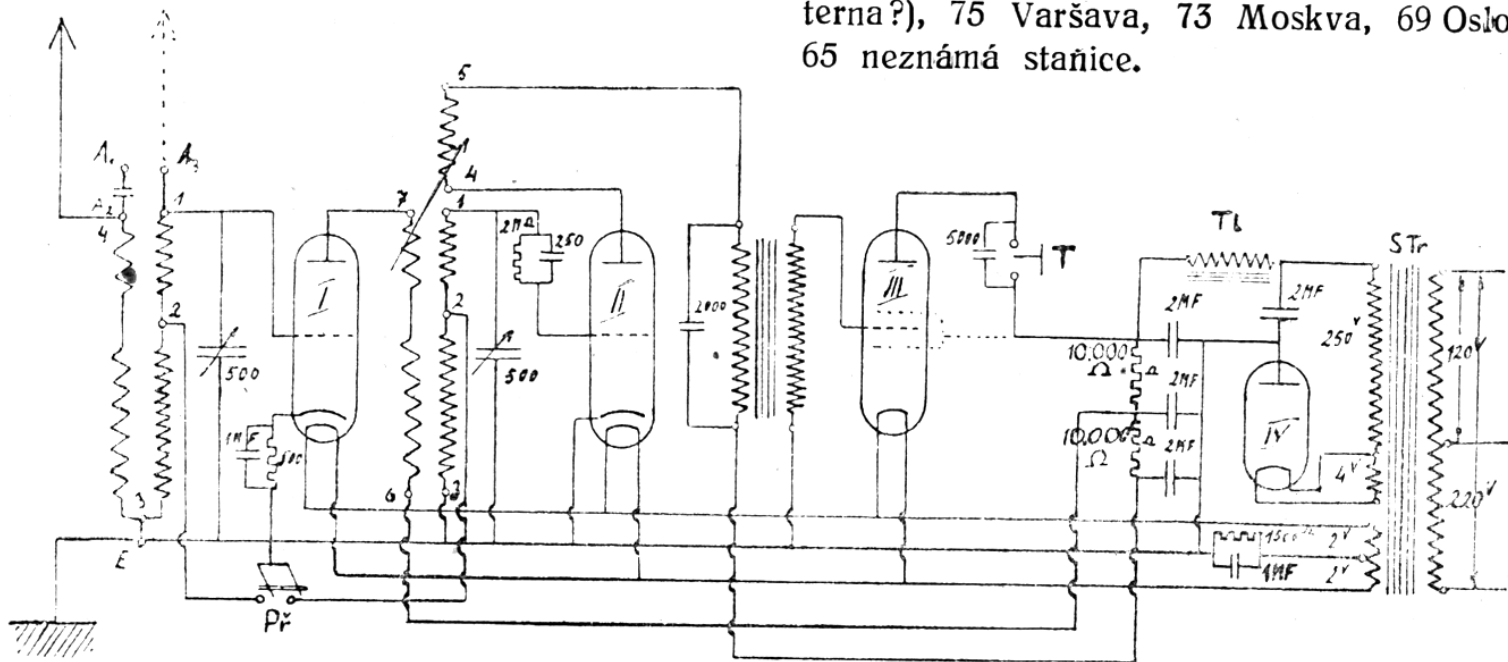 terna?), 75 Varšava, 73 Moskva, 69 Oslo
65 neznámá stanice.
5
A₁
A₃
1
7
4
A₂
4
1
2MΩ
250
I
II
III
5000
T
Tl
STr
2MF
2MF
250V
120V
2
2
500
500
2000
10.000
Ω
Ω
2MF
1MF
500
10.000
Ω
Ω
2MF
IV
4V
220V
3
6
3
E
1500Ω
2V
1MF
2V
Př